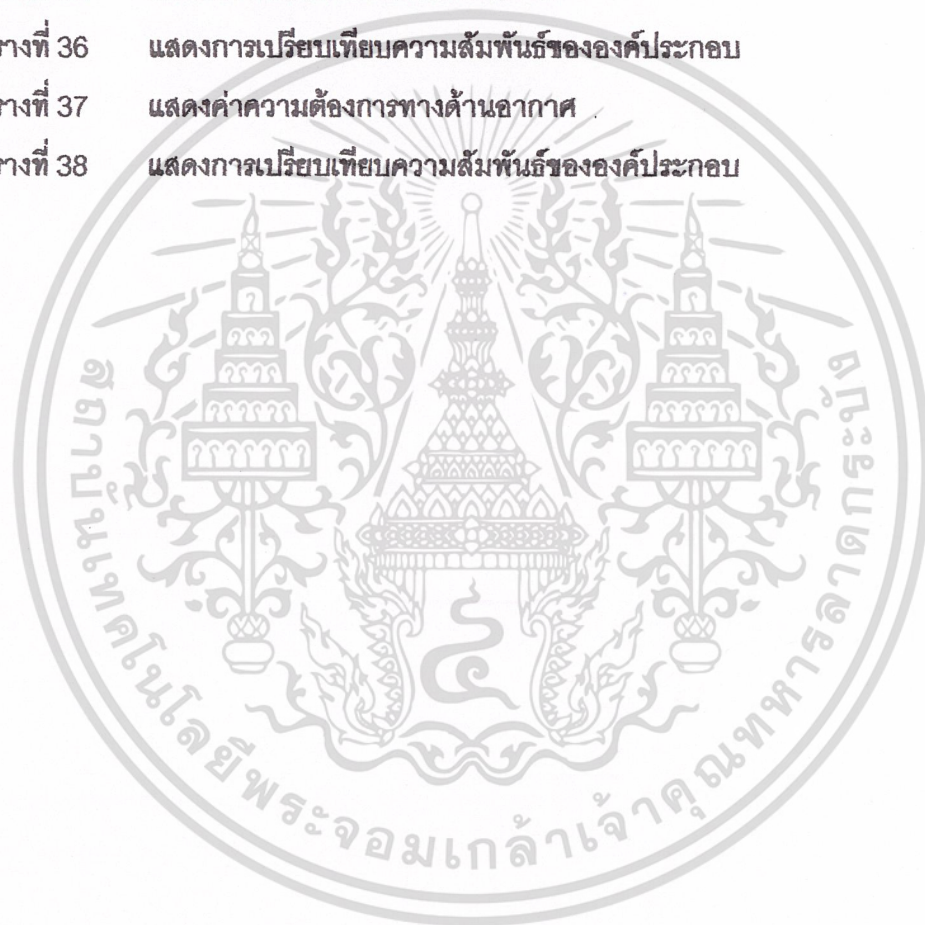 รางที่ 36 แสดงการเปรียบเทียบความสัมพันธ์ขององค์ประกอบ
รางที่ 37 แสดงค่าความต้องการทางด้านอากาศ
รางที่ 38 แสดงการเปรียบเทียบความสัมพันธ์ขององค์ประกอบ
๔
สถาบันเทคโนโลยีพระจอมเกล้าเจ้าคุณทหารลาดกระบัง